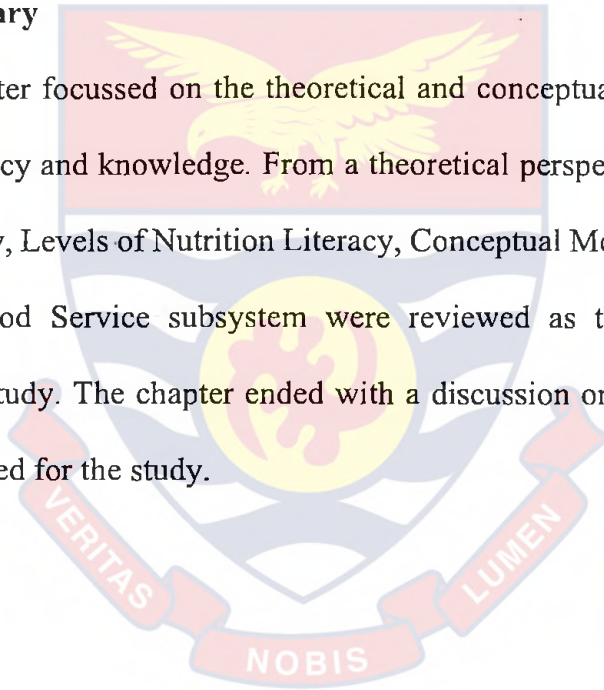 ary
ter focussed on the theoretical and conceptua
cy and knowledge. From a theoretical perspe
y, Levels of Nutrition Literacy, Conceptual Mo
od Service subsystem were reviewed as t
tudy. The chapter ended with a discussion or
ed for the study.
VERITAS
NOBIS
LUMEN